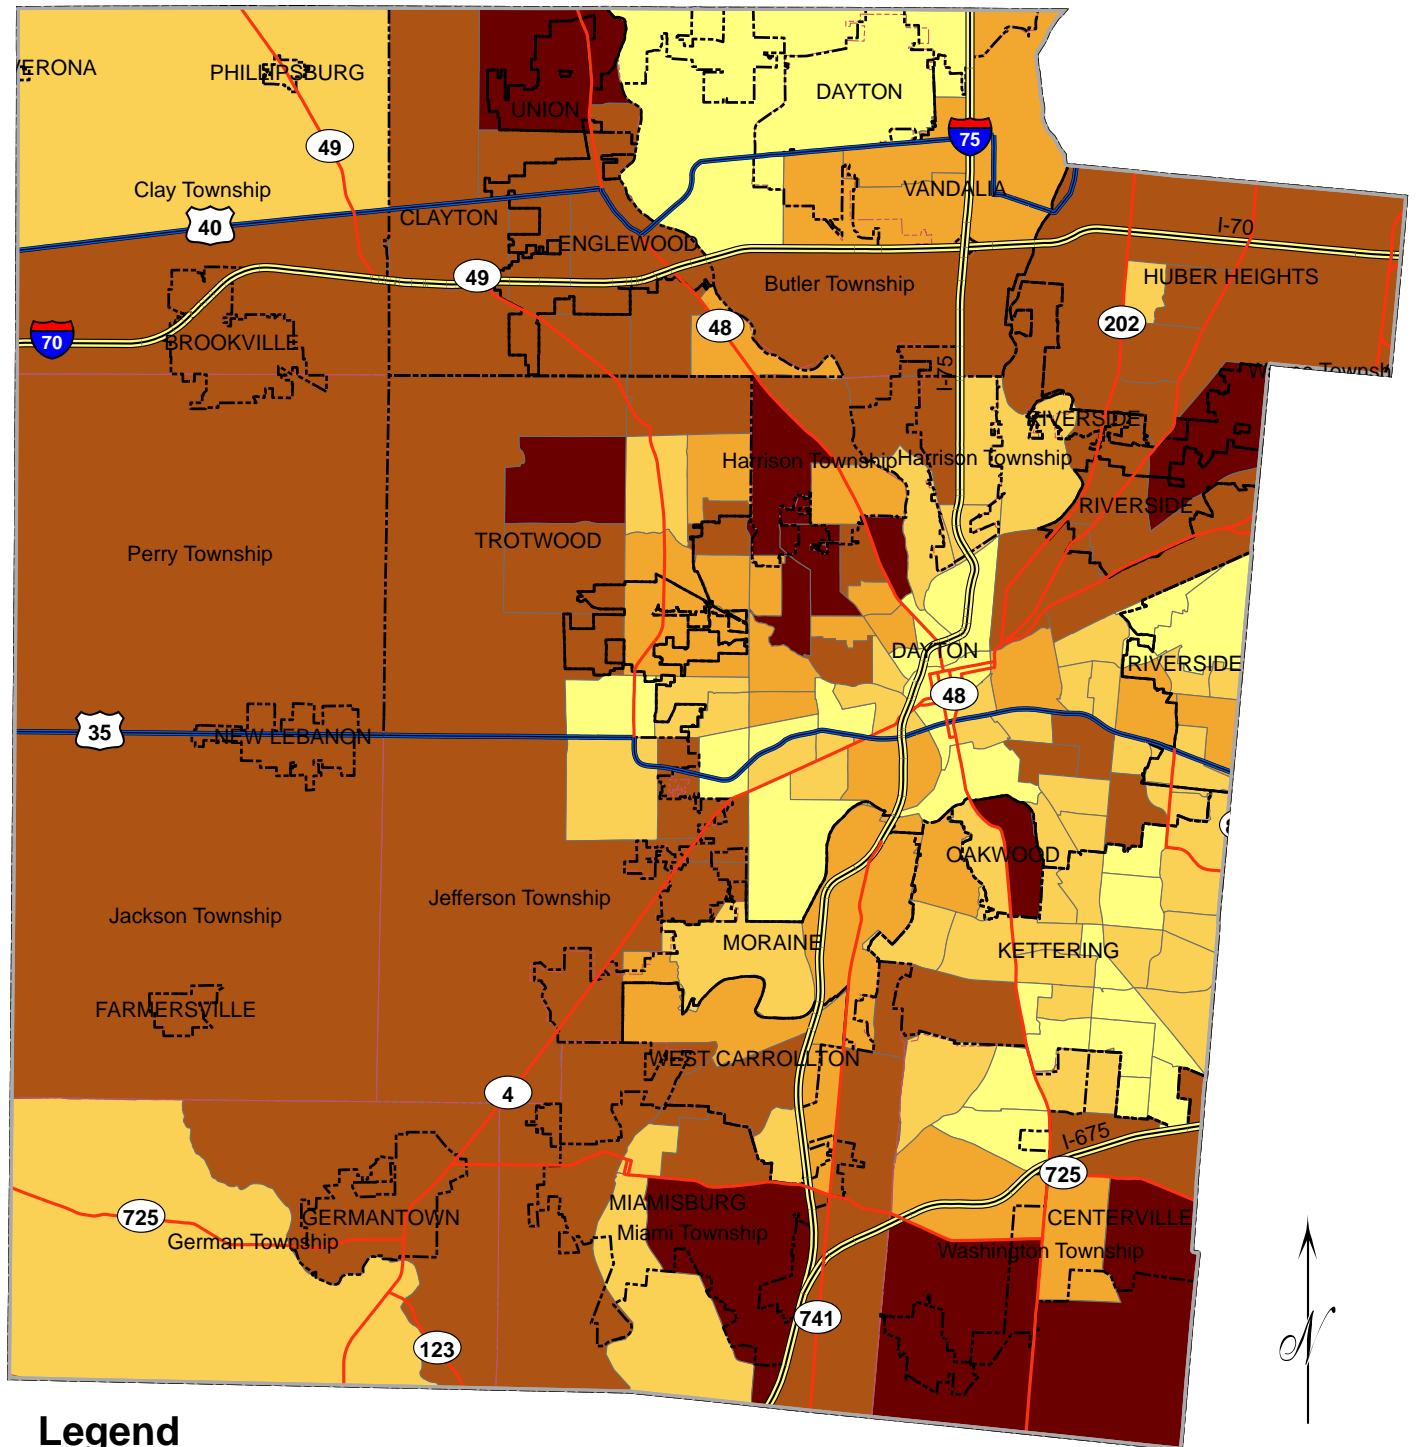 VERONA
PHILLIPSBURG
DAYTON
UNION
75
49
Clay Township
VANDALIA
40
CLAYTON
I-70
ENGLEWOOD
49
Butler Township
HUBER HEIGHTS
48
202
70
BROOKVILLE
I-75
RIVERSIDE
Harrison Township
Harrison Township
RIVERSIDE
TROTWOOD
Perry Township
DAYTON
RIVERSIDE
48
35
NEW LEBANON
OAKWOOD
Jefferson Township
Jackson Township
MORAINE
KETTERING
FARMERSVILLE
WEST CARROLLTON
4
I-675
725
MIAMISBURG
725
GERMANTOWN
CENTERVILLE
Miami Township
German Township
Washington Township
741
123
N
Legend